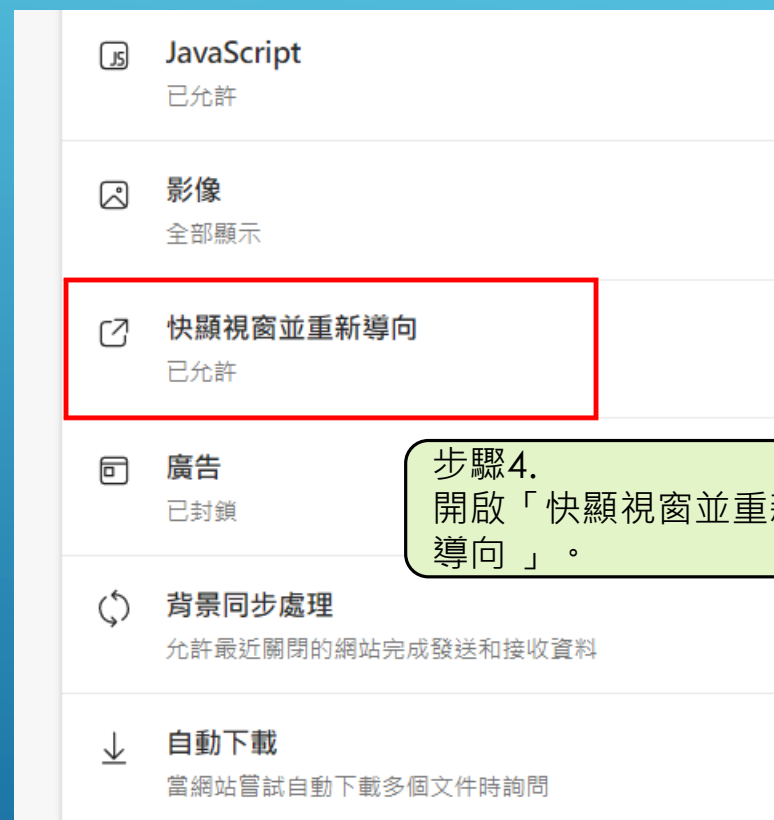 JS
JavaScript
已允許
影像
全部顯示
快顯視窗並重新導向
已允許
廣告
已封鎖
步驟4.
開啟「快顯視窗並重
導向 」。
背景同步處理
允許最近關閉的網站完成發送和接收資料
自動下載
當網站嘗試自動下載多個文件時詢問